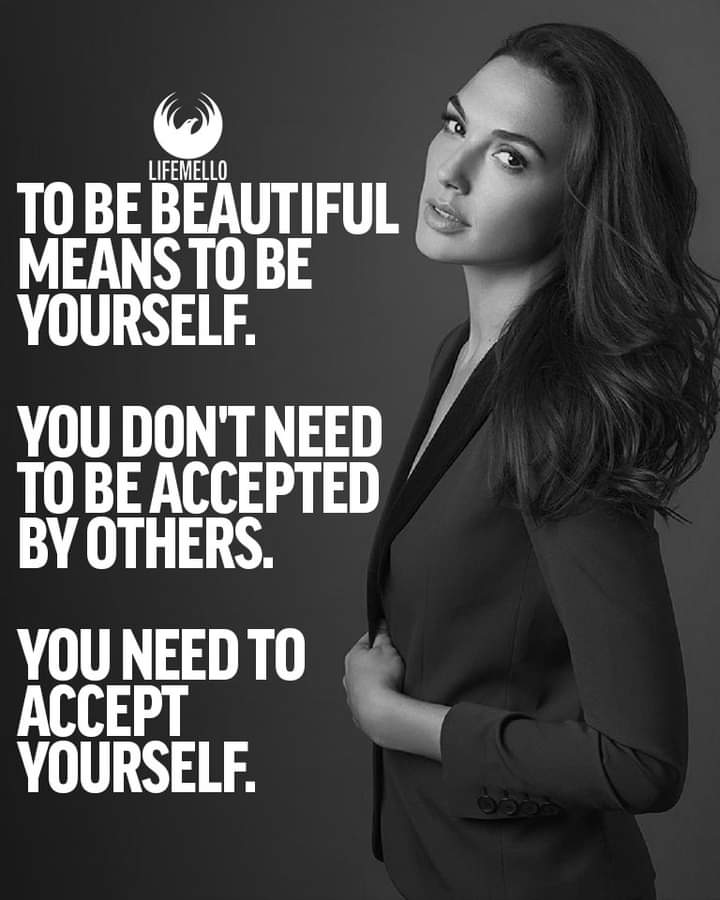 LIFEMELLO
TO BE BEAUTIFUL
MEANS TO BE
YOURSELF.
YOU DON'T NEED
TO BE ACCEPTED
BY OTHERS.
YOU NEED TO
ACCEPT
YOURSELF.